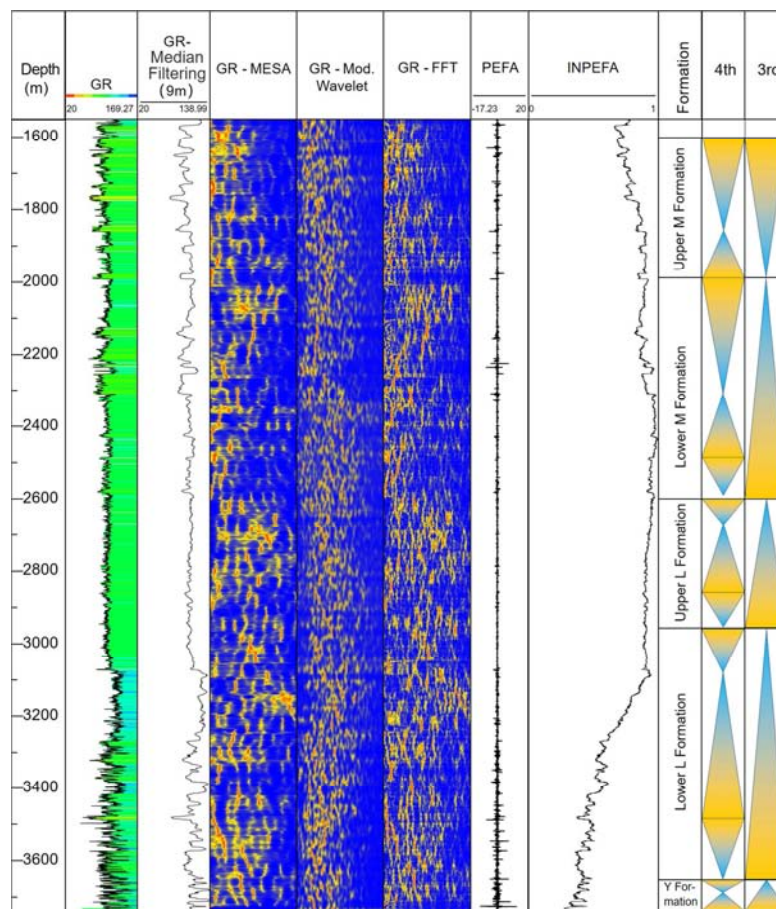 Depth
(m)
GR
20 169.27
GR-
Median
Filtering
(9m)
20 138.99
GR - MESA
GR - Mod.
Wavelet
GR - FFT
PEFA
-17.23 20.0
INPEFA
0 1
Formation
4th
3rd
1600
1800
2000
2200
2400
2600
2800
3000
3200
3400
3600
Upper M Formation
Lower M Formation
Upper L Formation
Lower L Formation
Y For-
mation